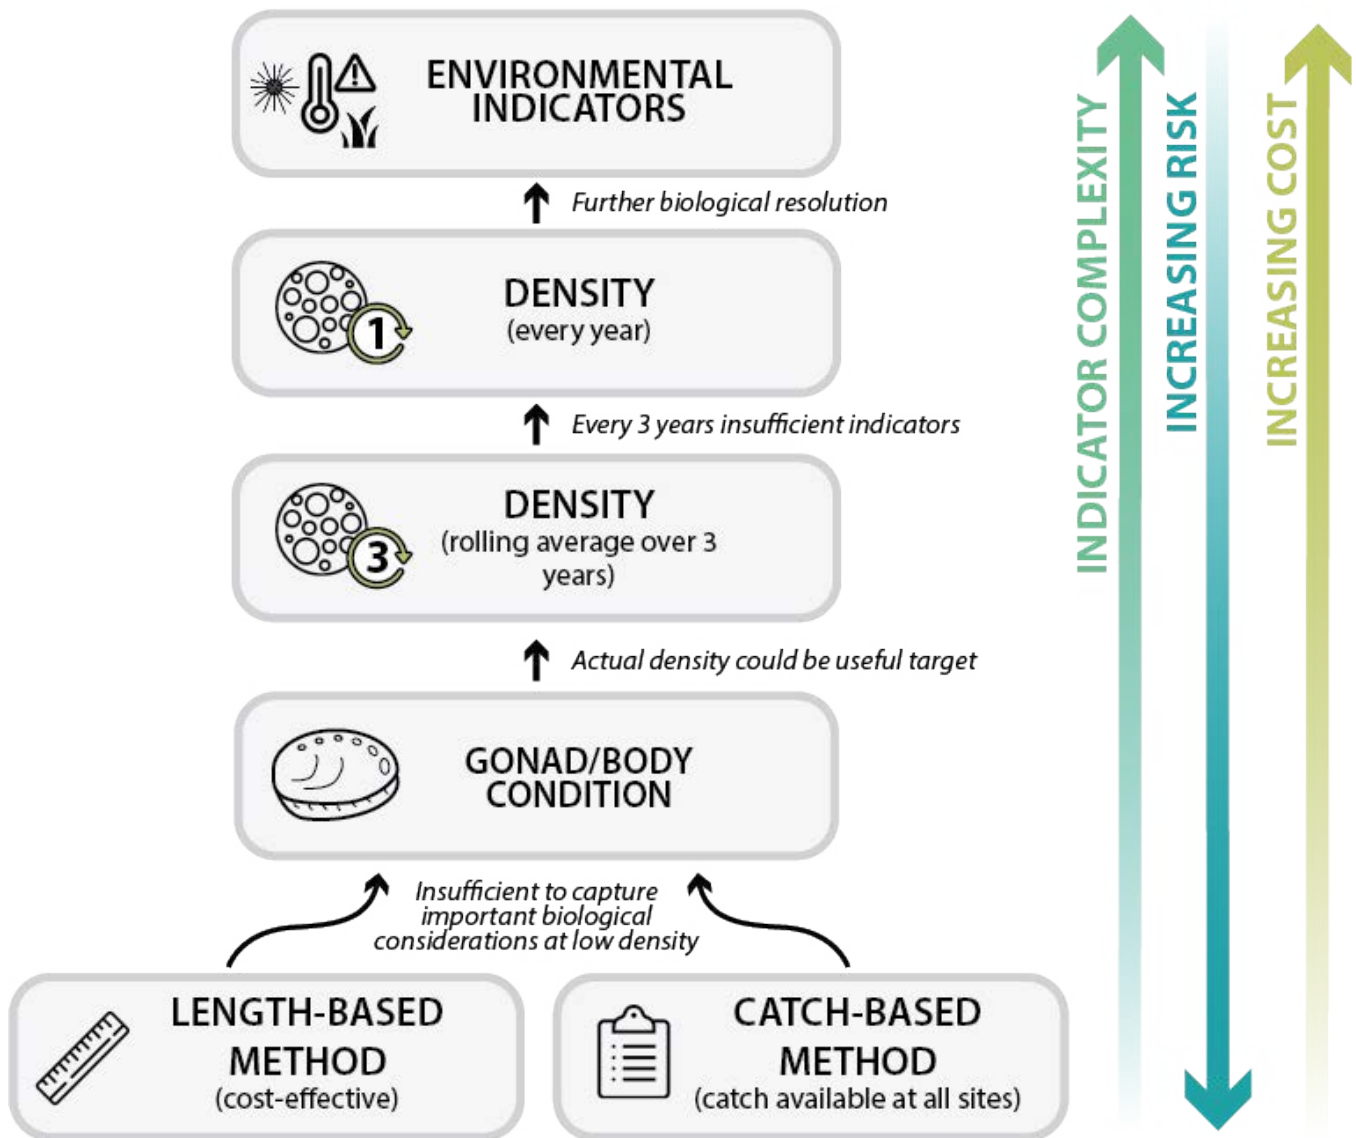 ENVIRONMENTAL
INDICATORS
Further biological resolution
1
DENSITY
(every year)
Every 3 years insufficient indicators
3
DENSITY
(rolling average over 3
years)
Actual density could be useful target
GONAD/BODY
CONDITION
Insufficient to capture
important biological
considerations at low density
LENGTH-BASED
METHOD
(cost-effective)
CATCH-BASED
METHOD
(catch available at all sites)
INDICATOR COMPLEXITY
INCREASING RISK
INCREASING COST